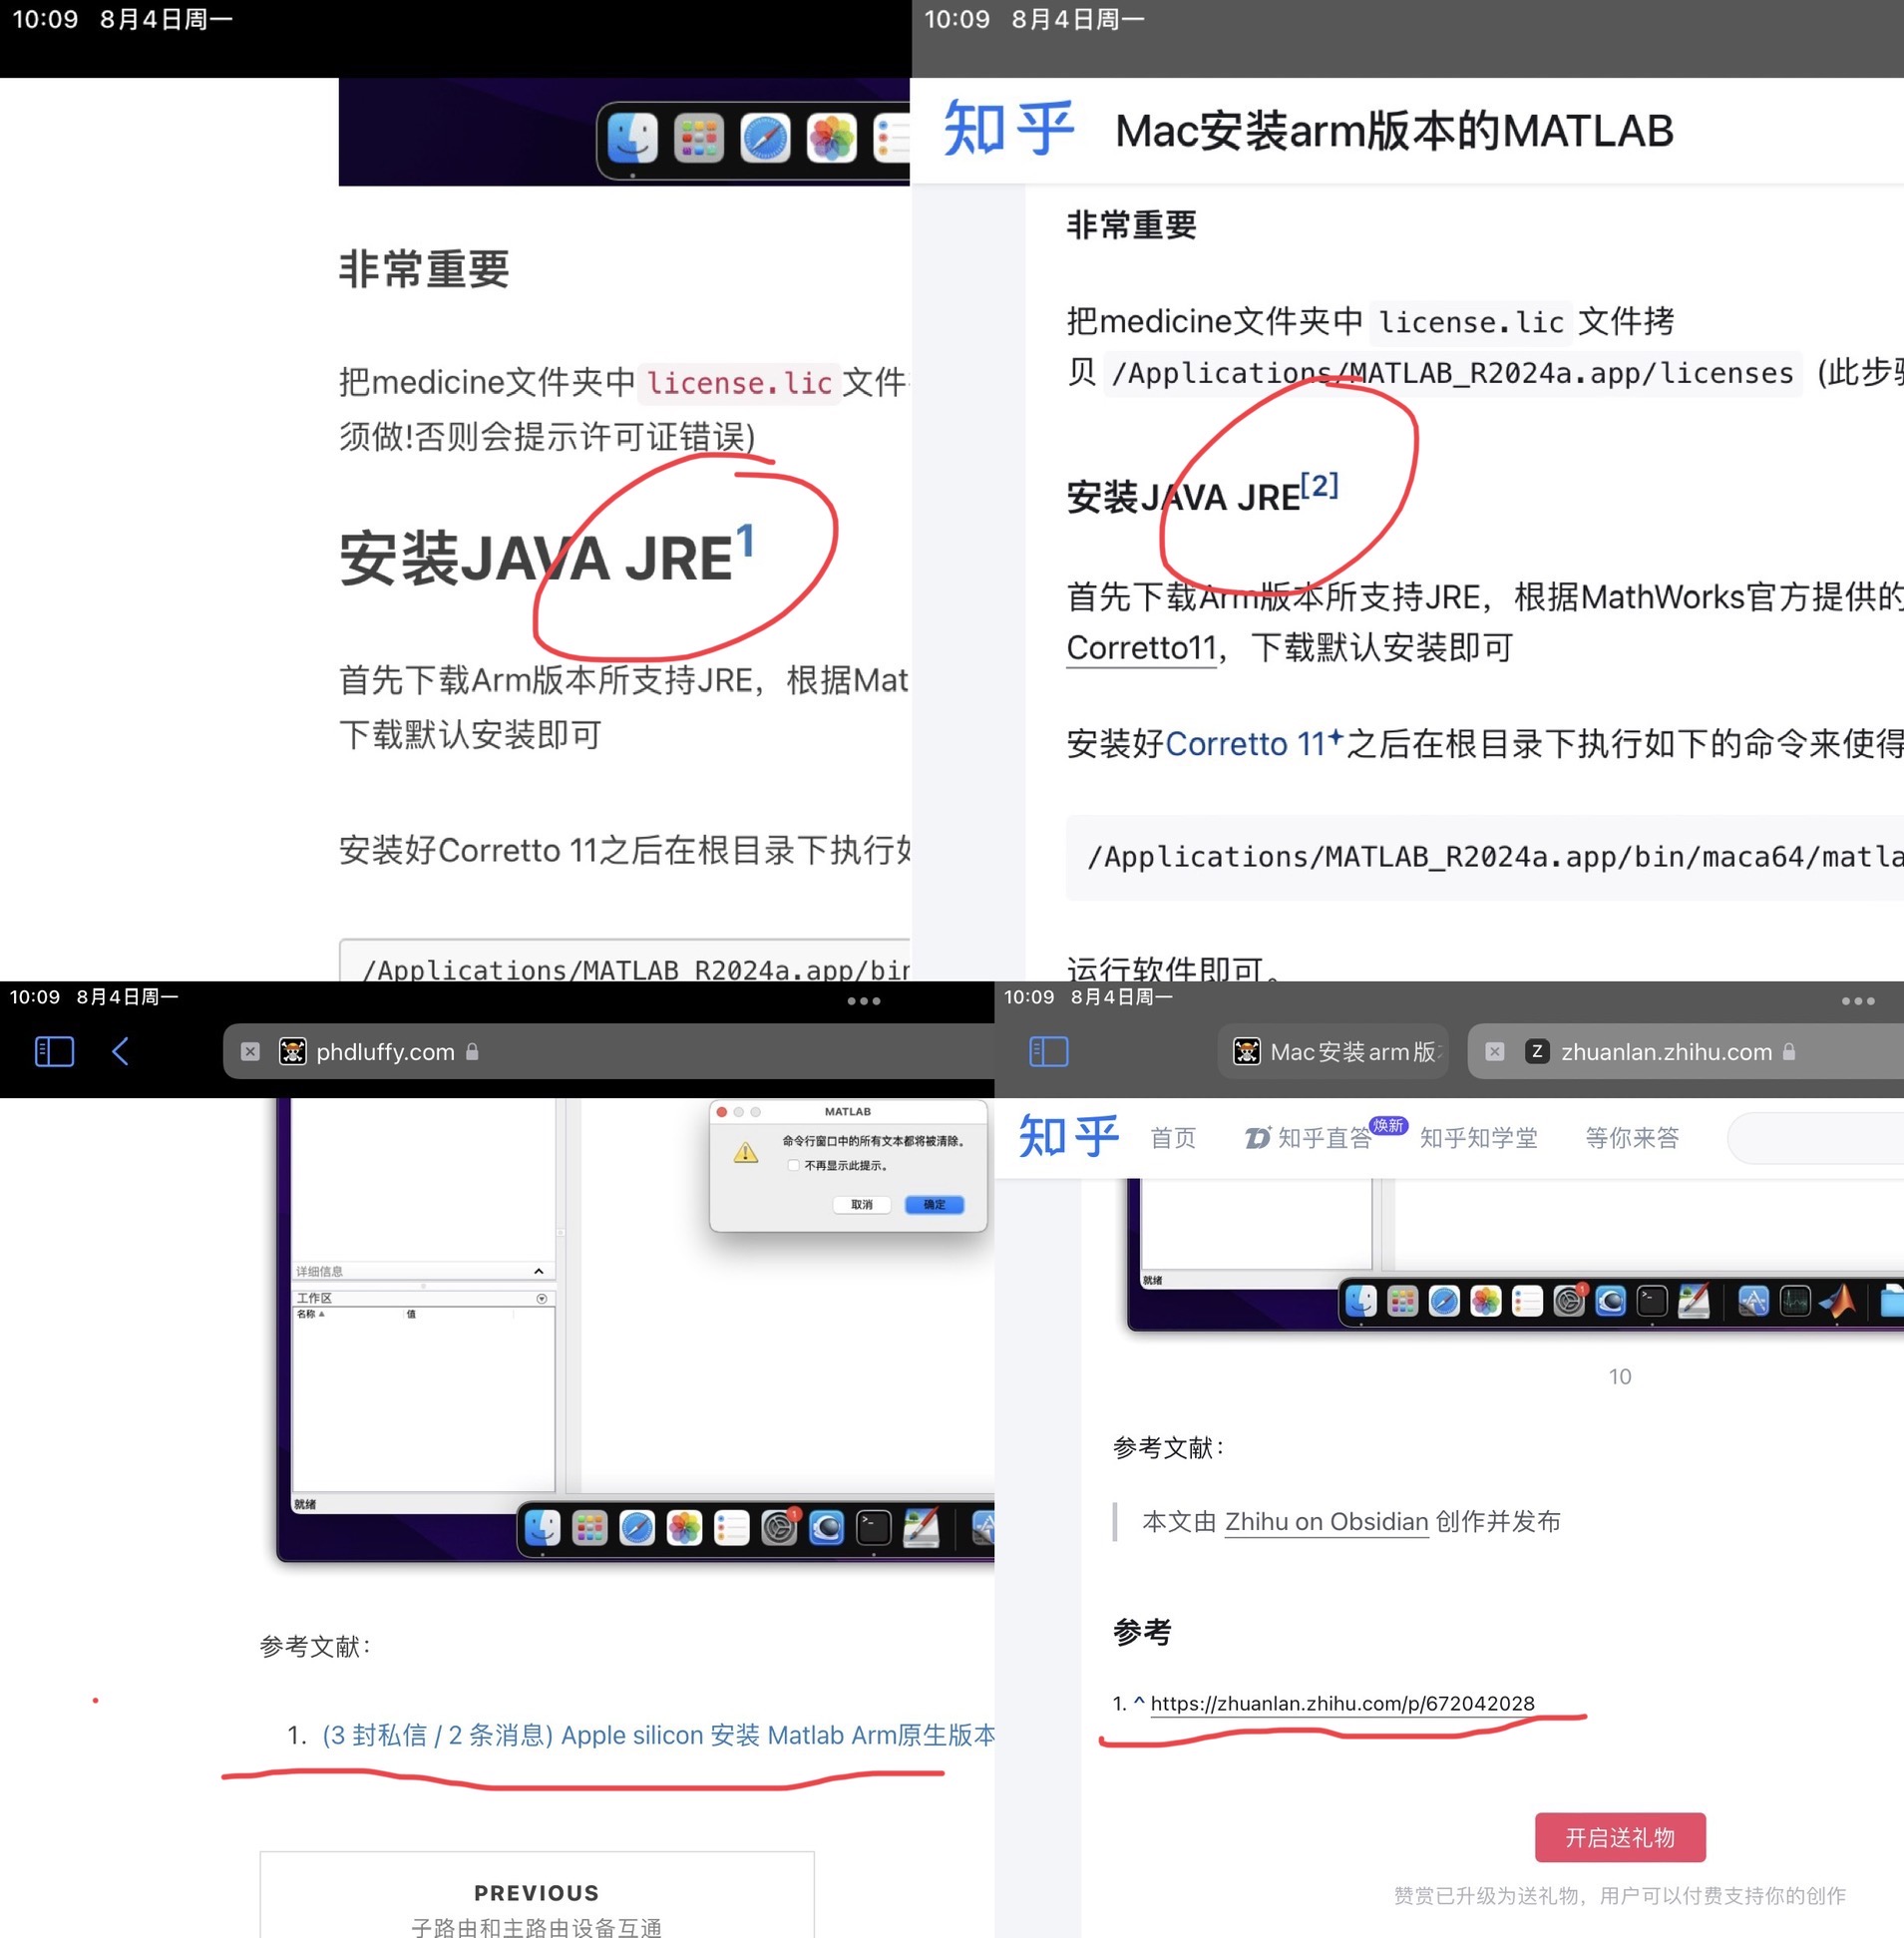 10:09 8月4日周一
非常重要
把medicine文件夹中 license.lic 文件
须做!否则会提示许可证错误)
安装JAVA JRE1
首先下载Arm版本所支持JRE，根据Mat
下载默认安装即可
安装好Corretto 11之后在根目录下执行如
/Applications/MATLAB_R2024a.app/bin
10:09 8月4日周一
知乎 Mac安装arm版本的MATLAB
非常重要
把medicine文件夹中 license.lic 文件拷
贝 /Applications/MATLAB_R2024a.app/licenses (此步骤
安装JAVA JRE[2]
首先下载Arm版本所支持JRE，根据MathWorks官方提供的
Corretto11，下载默认安装即可
安装好Corretto 11之后在根目录下执行如下的命令来使得
/Applications/MATLAB_R2024a.app/bin/maca64/matla
运行软件即可。
10:09 8月4日周一
phdluffy.com
MATLAB
命令行窗口中的所有文本都将被清除。
不再显示此提示。
取消 确定
详细信息
工作区
名称 值
就绪
1
参考文献：
1. (3 封私信 / 2 条消息) Apple silicon 安装 Matlab Arm原生版本
PREVIOUS
子路由和主路由设备互通
10:09 8月4日周一
Mac安装arm版 Z zhuanlan.zhihu.com
知乎 首页 知乎直答 焕新 知乎知学堂 等你来答
就绪
1
10
参考文献：
本文由 Zhihu on Obsidian 创作并发布
参考
1. ^ https://zhuanlan.zhihu.com/p/672042028
开启送礼物
赞赏已升级为送礼物，用户可以付费支持你的创作